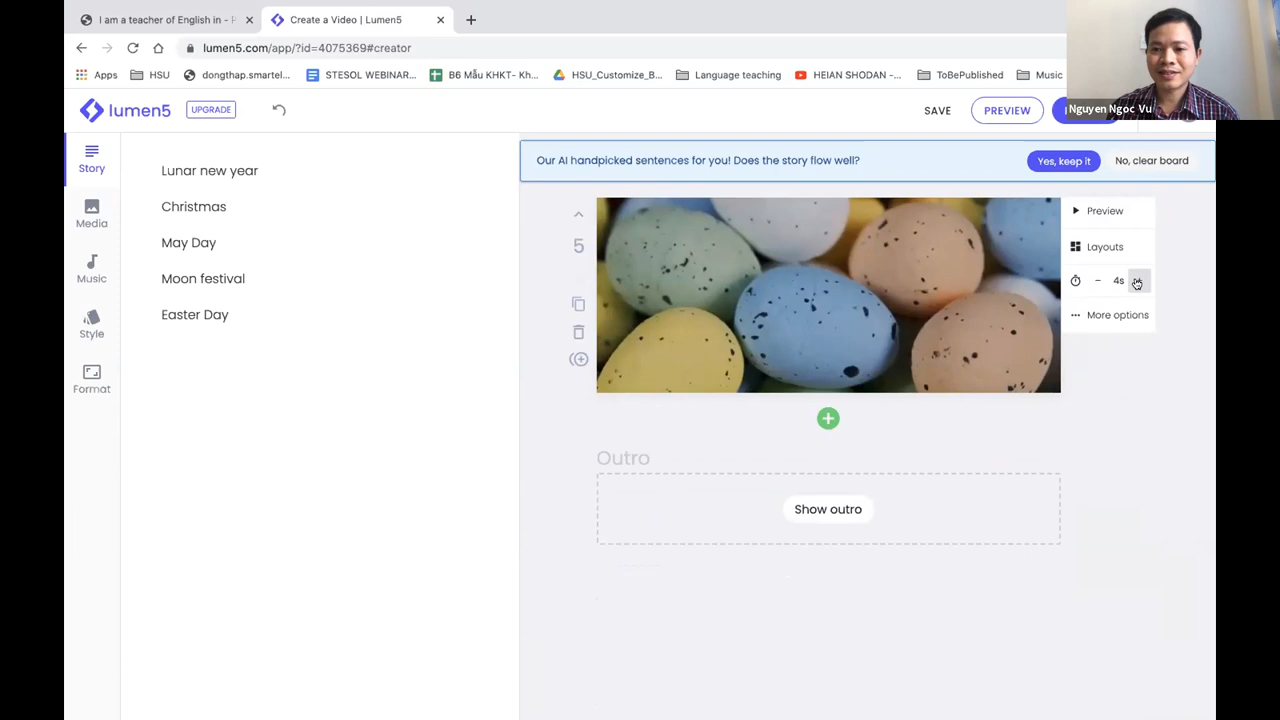 I am a teacher of English in -
Create a Video | Lumen5
lumen5.com/app/?id=4075369#creator
Apps
HSU
dongthap.smartel...
STESOL WEBINAR...
B6 Mẫu KHKT- Kh...
HSU_Customize_B...
Language teaching
HEIAN SHODAN -...
ToBePublished
Music
Nguyen Ngoc Vu
lumen5
UPGRADE
SAVE
PREVIEW
Story
Media
Music
Style
Format
Lunar new year
Christmas
May Day
Moon festival
Easter Day
Our AI handpicked sentences for you! Does the story flow well?
Yes, keep it
No, clear board
5
Preview
Layouts
− 4s
More options
Outro
Show outro